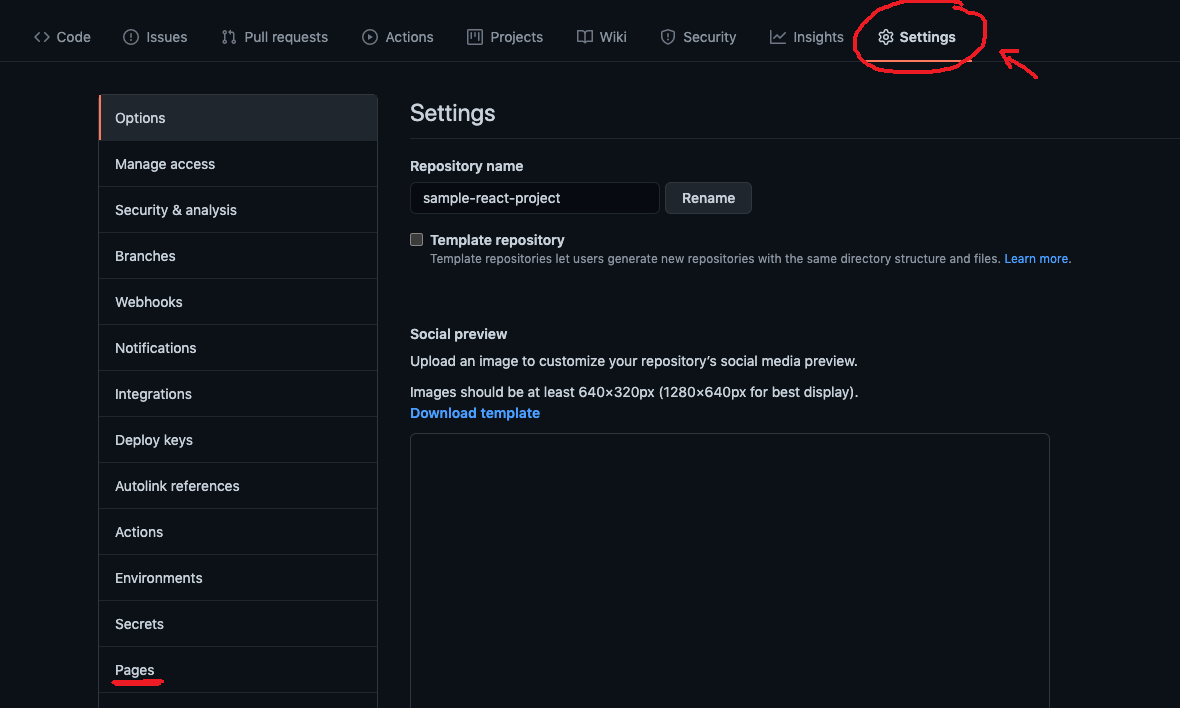 Code Issues Pull requests Actions Projects Wiki Security Insights Settings
Options
Manage access
Security & analysis
Branches
Webhooks
Notifications
Integrations
Deploy keys
Autolink references
Actions
Environments
Secrets
Pages
Settings
Repository name
sample-react-project Rename
Template repository
Template repositories let users generate new repositories with the same directory structure and files. Learn more.
Social preview
Upload an image to customize your repository’s social media preview.
Images should be at least 640×320px (1280×640px for best display).
Download template